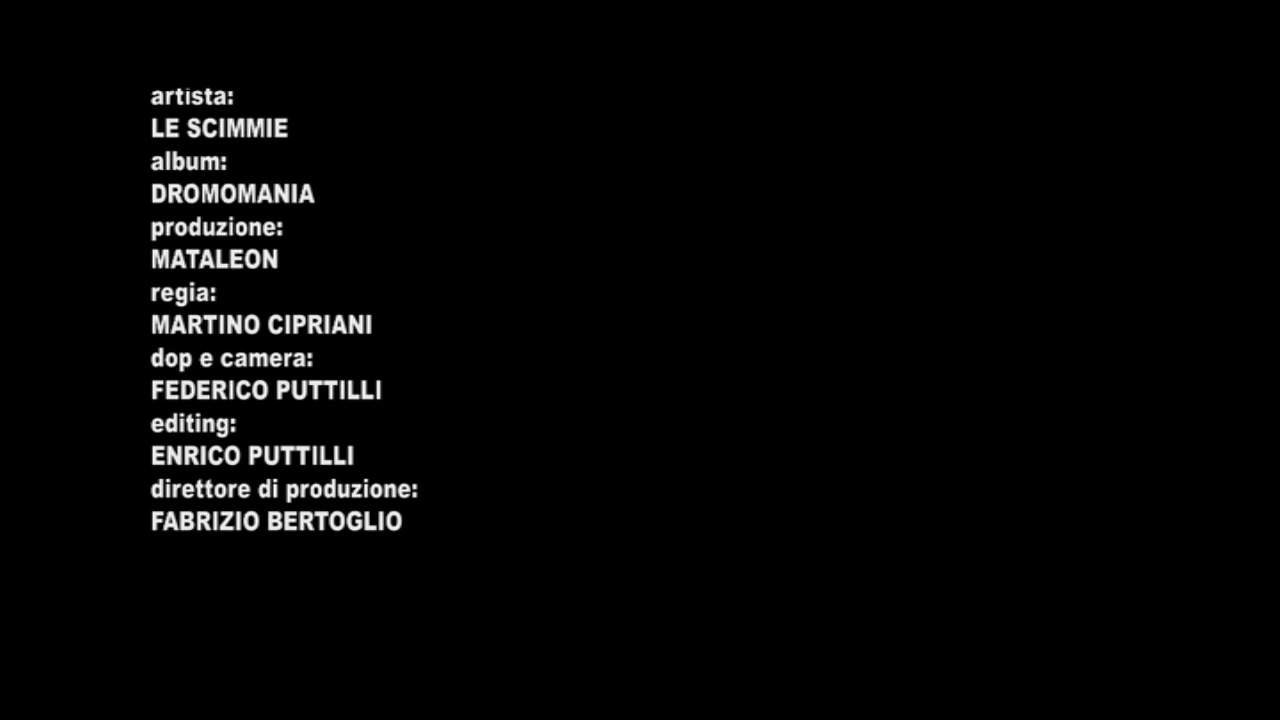 artista:
LE SCIMMIE
album:
DROMOMANIA
produzione:
MATALEON
regia:
MARTINO CIPRIANI
dop e camera:
FEDERICO PUTTILLI
editing:
ENRICO PUTTILLI
direttore di produzione:
FABRIZIO BERTOGLIO